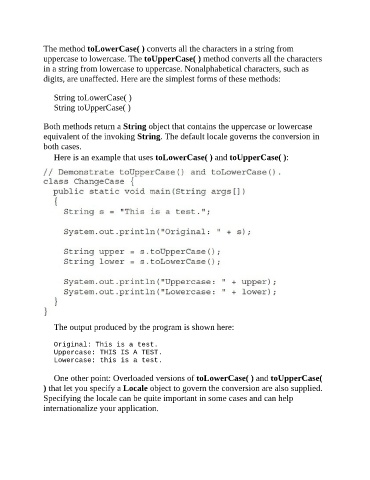 The method toLowerCase( ) converts all the characters in a string from
uppercase to lowercase. The toUpperCase( ) method converts all the characters
in a string from lowercase to uppercase. Nonalphabetical characters, such as
digits, are unaffected. Here are the simplest forms of these methods:
String toLowerCase( )
String toUpperCase( )
Both methods return a String object that contains the uppercase or lowercase
equivalent of the invoking String. The default locale governs the conversion in
both cases.
Here is an example that uses toLowerCase( ) and toUpperCase( ):
// Demonstrate toUpperCase() and toLowerCase().
class ChangeCase {
public static void main(String args[])
{
String s = "This is a test.";
System.out.println("Original: " + s);
String upper = s.toUpperCase();
String lower = s.toLowerCase();
System.out.println("Uppercase: " + upper);
System.out.println("Lowercase: " + lower);
}
}
The output produced by the program is shown here:
Original: This is a test.
Uppercase: THIS IS A TEST.
Lowercase: this is a test.
One other point: Overloaded versions of toLowerCase( ) and toUpperCase(
) that let you specify a Locale object to govern the conversion are also supplied.
Specifying the locale can be quite important in some cases and can help
internationalize your application.